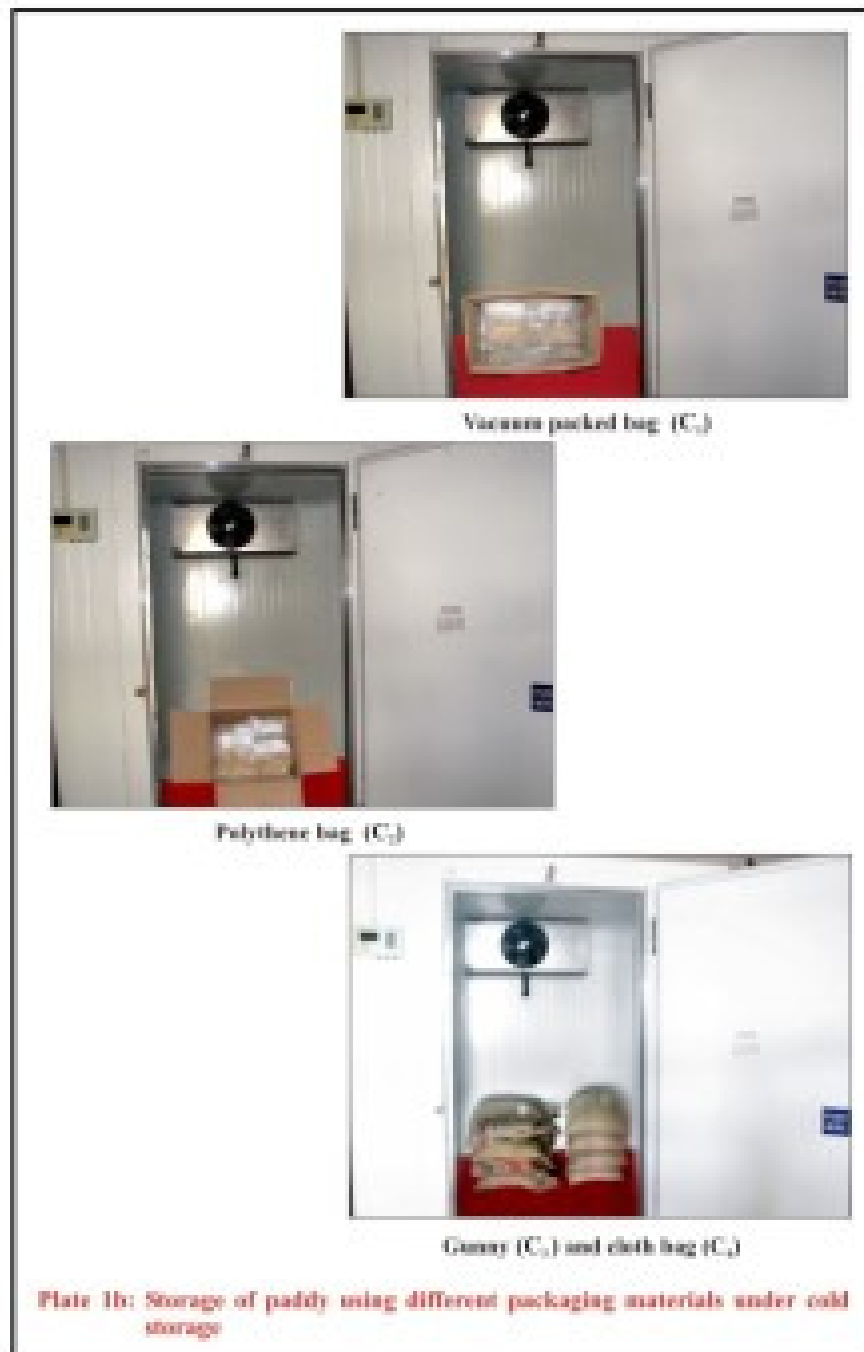 Vacuum packed bag
Polythene bag
Gunny and cloth bag
Plate 1b: Storage of paddy using different packaging materials under cold
storage